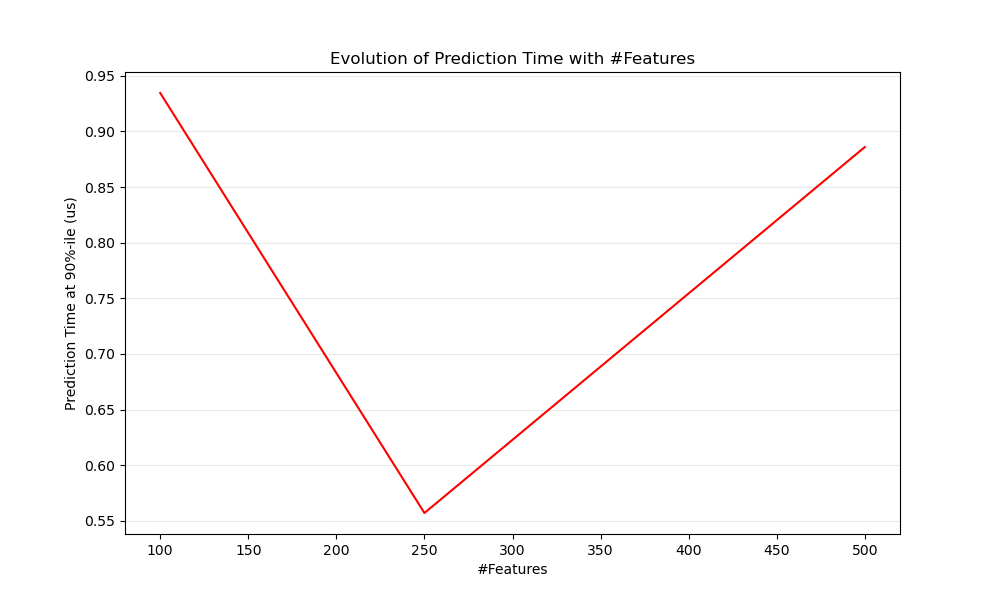 Evolution of Prediction Time with #Features
Prediction Time at 90%-ile (us)
0.95
0.90
0.85
0.80
0.75
0.70
0.65
0.60
0.55
100 150 200 250 300 350 400 450 500
#Features